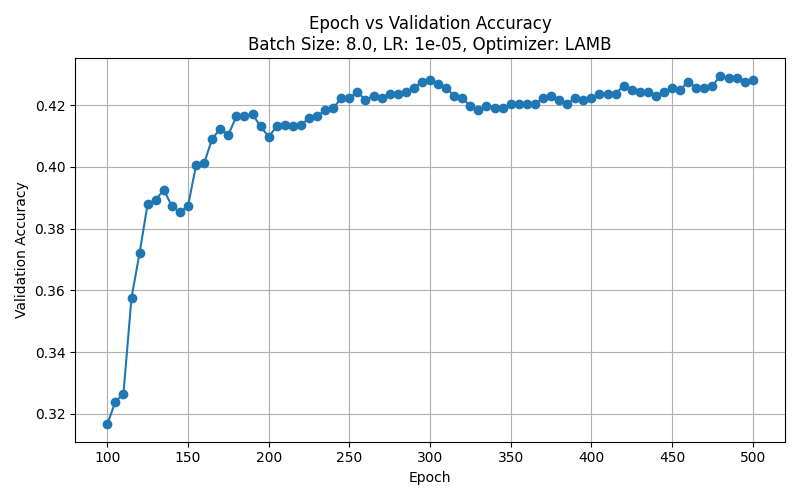 Epoch vs Validation Accuracy
Batch Size: 8.0, LR: 1e-05, Optimizer: LAMB
Validation Accuracy
0.42
0.40
0.38
0.36
0.34
0.32
100 150 200 250 300 350 400 450 500
Epoch